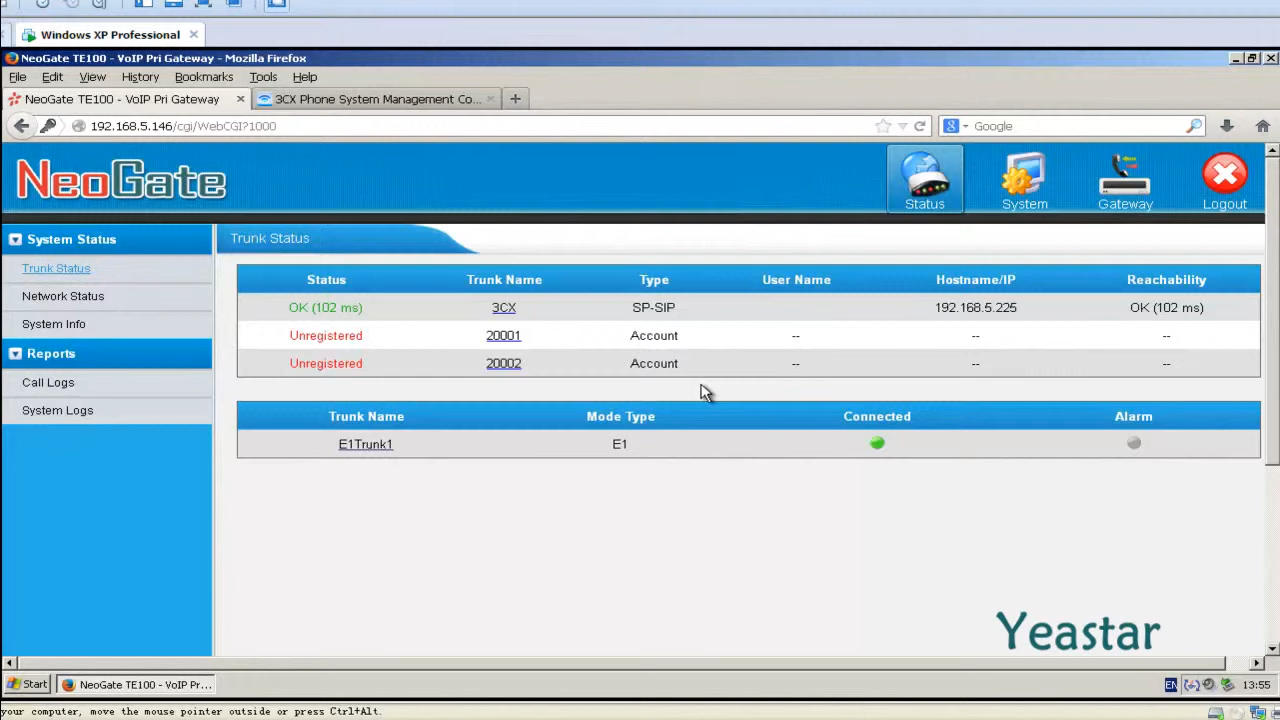 Windows XP Professional
NeoGate TE100 - VoIP Pri Gateway - Mozilla Firefox
File Edit View History Bookmarks Tools Help
NeoGate TE100 - VoIP Pri Gateway
3CX Phone System Management Co...
192.168.5.146/cgi/WebCGI?1000
Google
NeoGate
Status
System
Gateway
Logout
System Status
Trunk Status
Network Status
System Info
Reports
Call Logs
System Logs
Trunk Status
Status Trunk Name Type User Name Hostname/IP Reachability
OK (102 ms) 3CX SP-SIP 192.168.5.225 OK (102 ms)
Unregistered 20001 Account -- -- --
Unregistered 20002 Account -- -- --
Trunk Name Mode Type Connected Alarm
E1Trunk1 E1
Yeastar
Start
NeoGate TE100 - VoIP Pr...
EN
13:55
your computer, move the mouse pointer outside or press Ctrl+Alt.